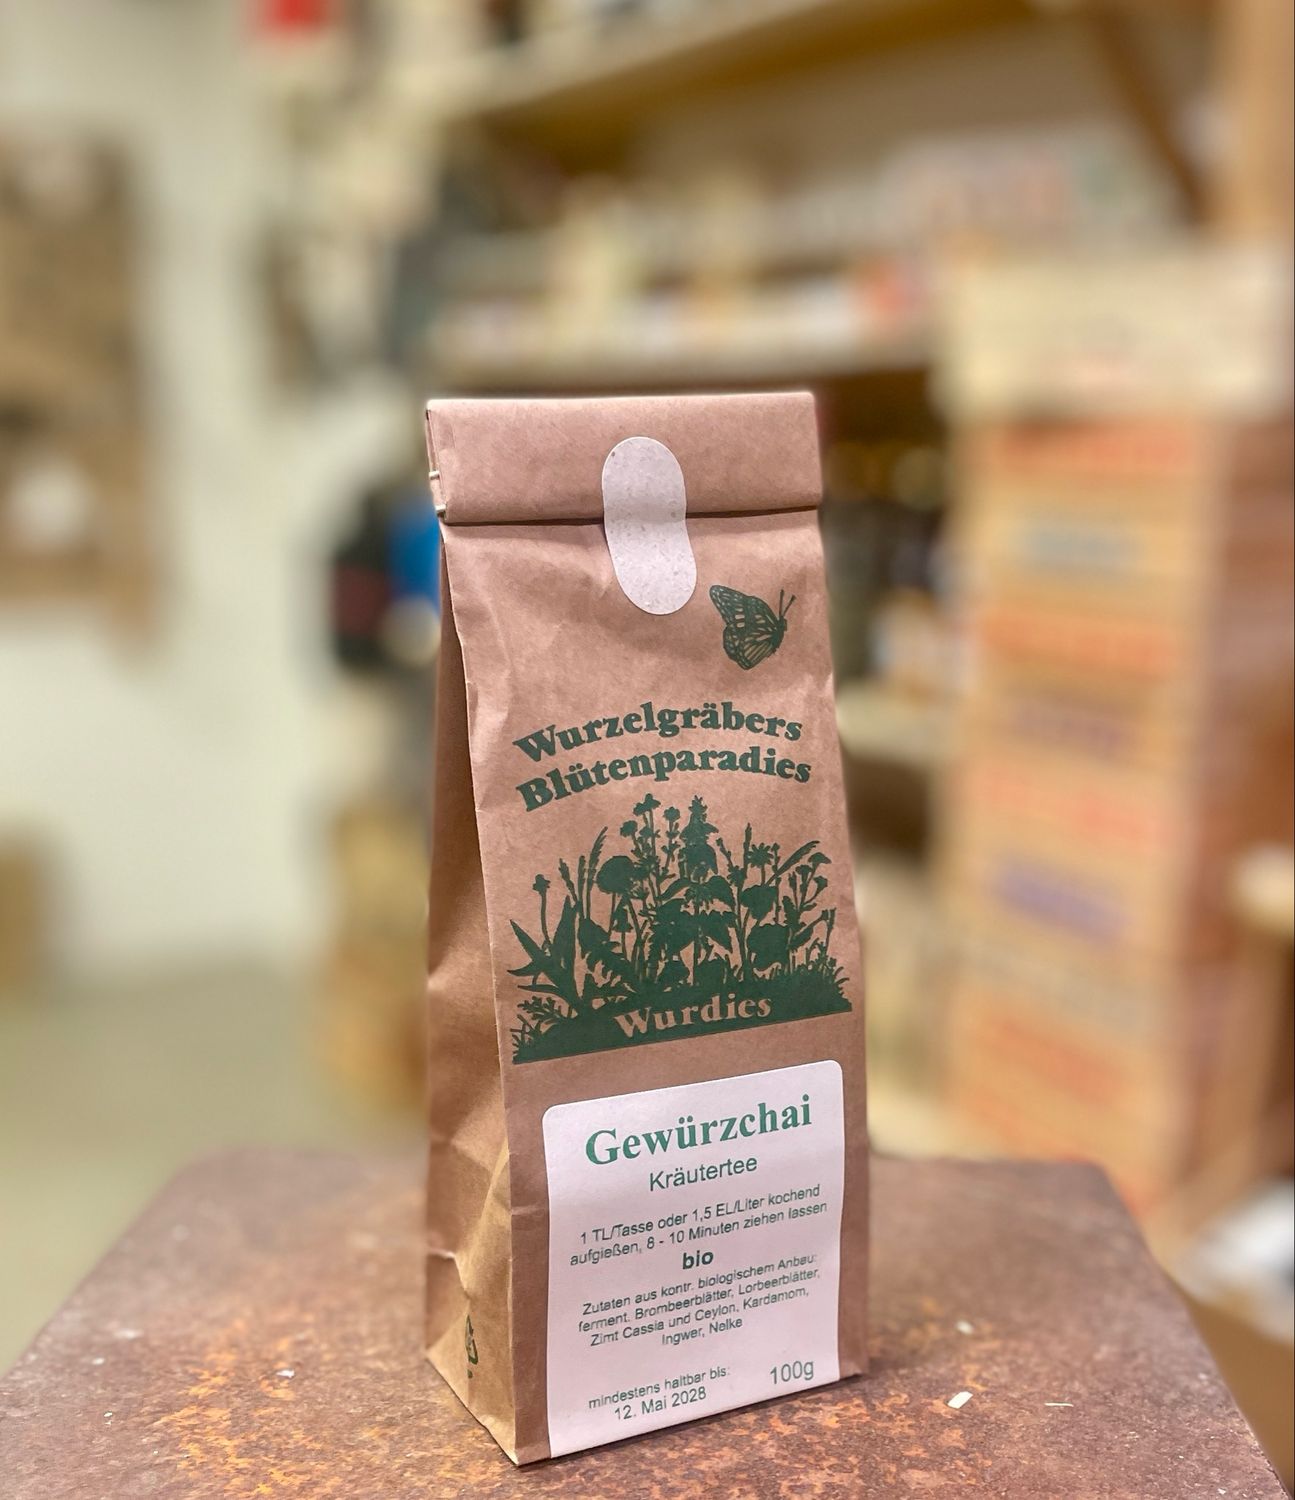 Wurzelgräbers
Blütenparadies
Wurdies
Gewürzchai
Kräutertee
1 TL/Tasse oder 1,5 EL/Liter kochend
aufgießen, 8 - 10 Minuten ziehen lassen
bio
Zutaten aus kontr. biologischem Anbau:
ferment. Brombeerblätter, Lorbeerblätter,
Zimt Cassia und Ceylon, Kardamom,
Ingwer, Nelke
mindestens haltbar bis:
12. Mai 2028
100g